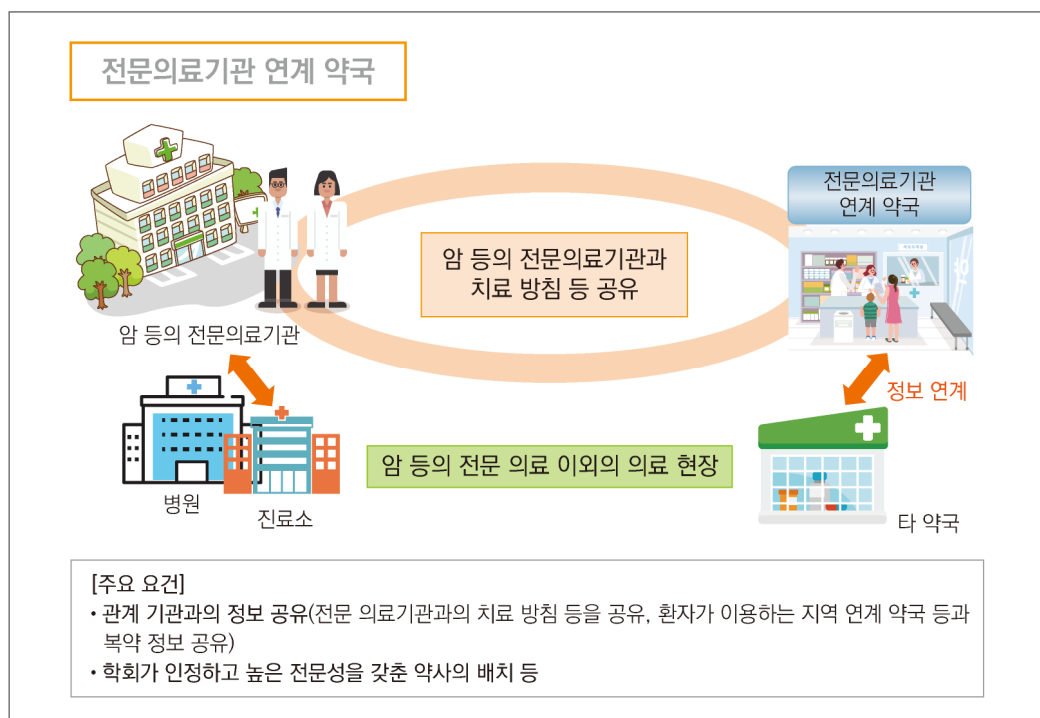 전문의료기관 연계 약국
전문의료기관
연계 약국
암 등의 전문의료기관과
치료 방침 등 공유
암 등의 전문의료기관
정보 연계
암 등의 전문 의료 이외의 의료 현장
병원
진료소
타 약국
[주요 요건]
• 관계 기관과의 정보 공유(전문 의료기관과의 치료 방침 등을 공유, 환자가 이용하는 지역 연계 약국 등과
복약 정보 공유)
• 학회가 인정하고 높은 전문성을 갖춘 약사의 배치 등